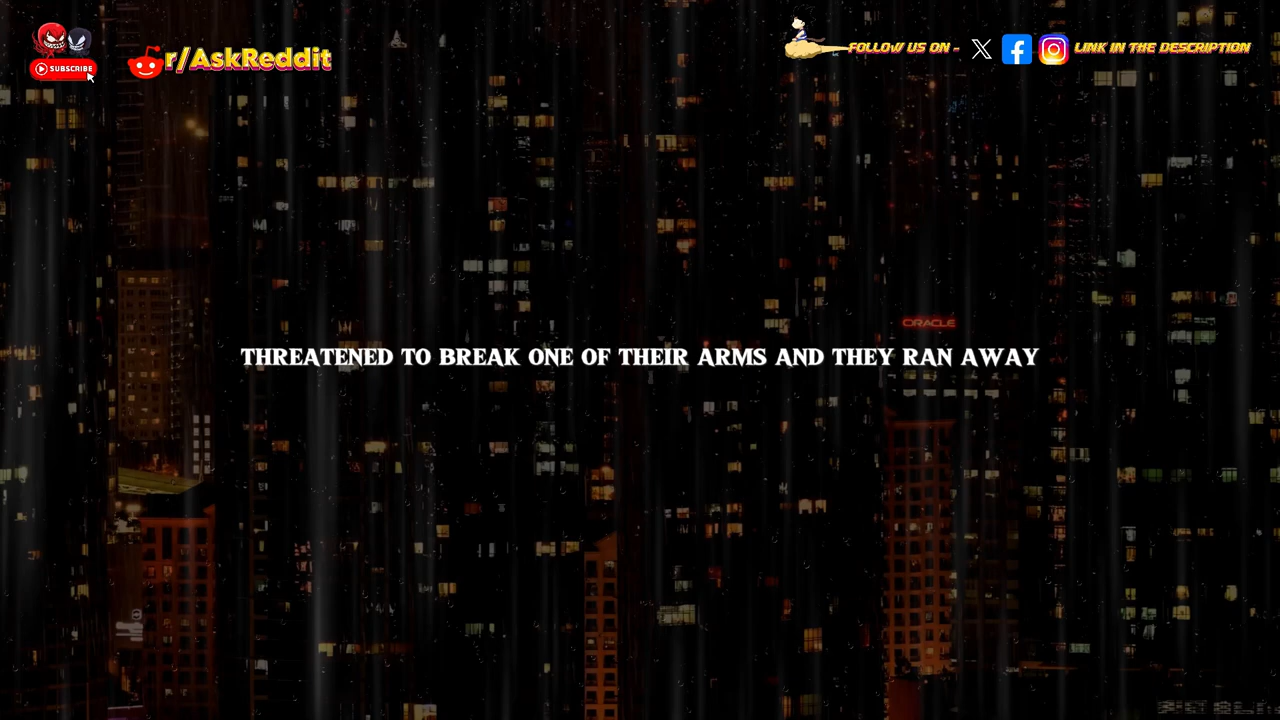 SUBSCRIBE
r/AskReddit
FOLLOW US ON -
LINK IN THE DESCRIPTION
ORACLE
THREATENED TO BREAK ONE OF THEIR ARMS AND THEY RAN AWAY